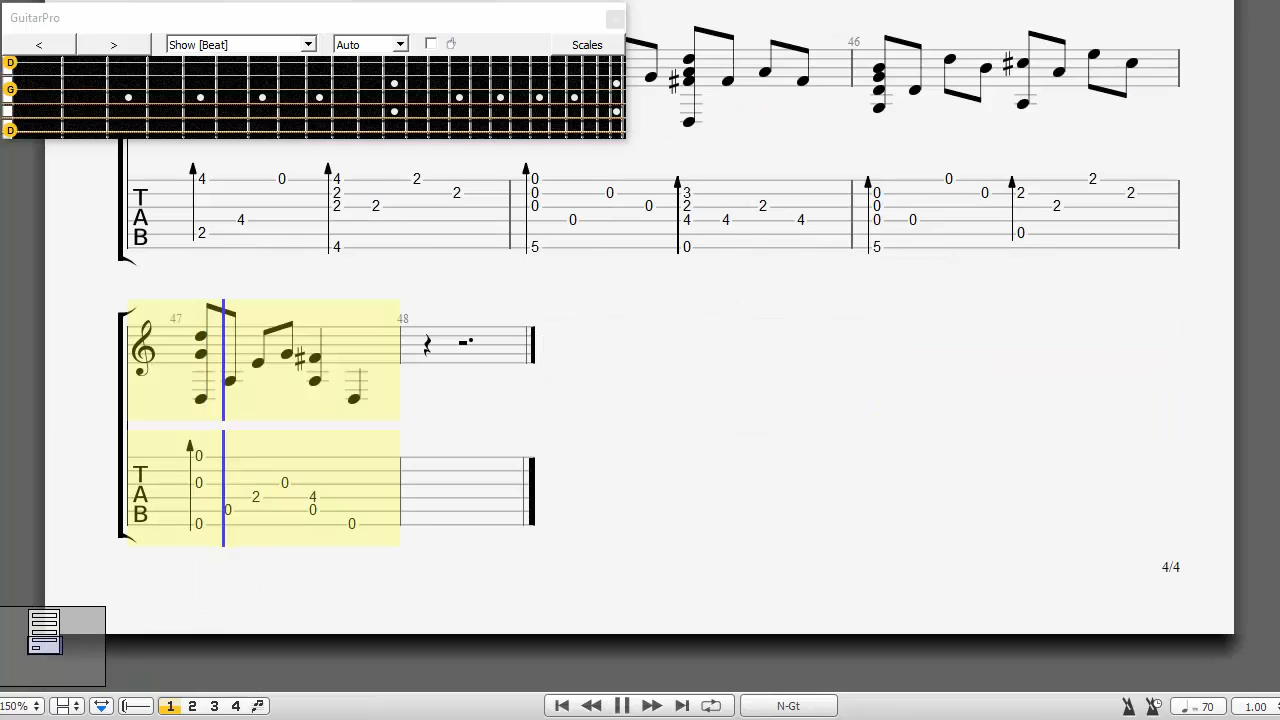 GuitarPro
< > Show [Beat] Auto Scales
D
G
D
46
4 0 4 2 0 0 3 0 0 2
2 2 0 2 0 2
2 2 0 0 2 2 0 2
T
A
B
4 0 4 4 4 0 0
2 0
4 5 0 5
47 48
0
T
A
B
0 0
2 4
0 0
0 0
4/4
150% 1 2 3 4 N-Gt = 70 1.00